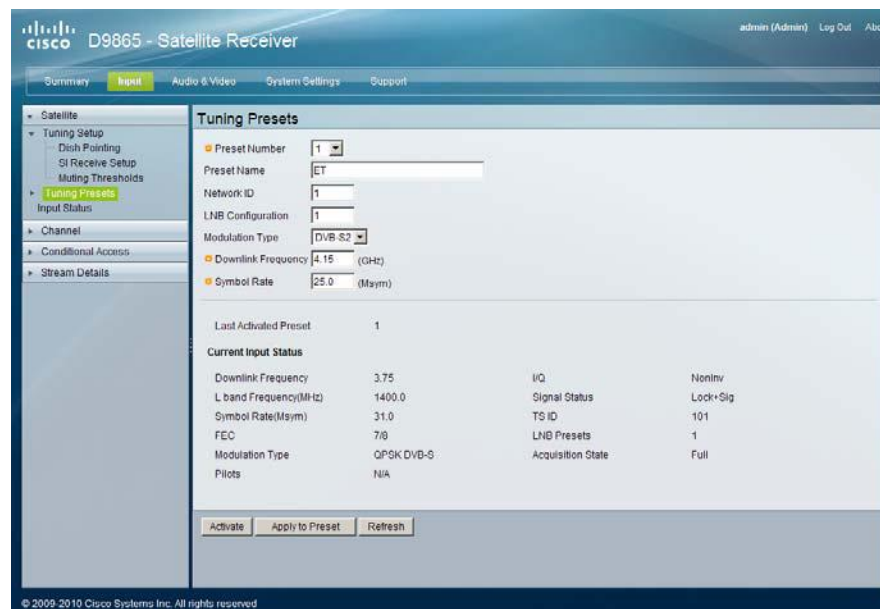 cisco D9865 - Satellite Receiver
admin (Admin) Log Out Abo
Summary Input Audio & Video System Settings Support
Satellite
Tuning Setup
Dish Pointing
SI Receive Setup
Muting Thresholds
Tuning Presets
Input Status
Channel
Conditional Access
Stream Details
Tuning Presets
Preset Number 1
Preset Name ET
Network ID 1
LNB Configuration 1
Modulation Type DVB-S2
Downlink Frequency 4.15 (GHz)
Symbol Rate 25.0 (Msym)
Last Activated Preset 1
Current Input Status
Downlink Frequency 3.75 I/Q NonInv
L band Frequency(MHz) 1400.0 Signal Status Lock+Sig
Symbol Rate(Msym) 31.0 TS ID 101
FEC 7/8 LNB Presets 1
Modulation Type QPSK DVB-S Acquisition State Full
Pilots N/A
Activate Apply to Preset Refresh
© 2009-2010 Cisco Systems Inc. All rights reserved